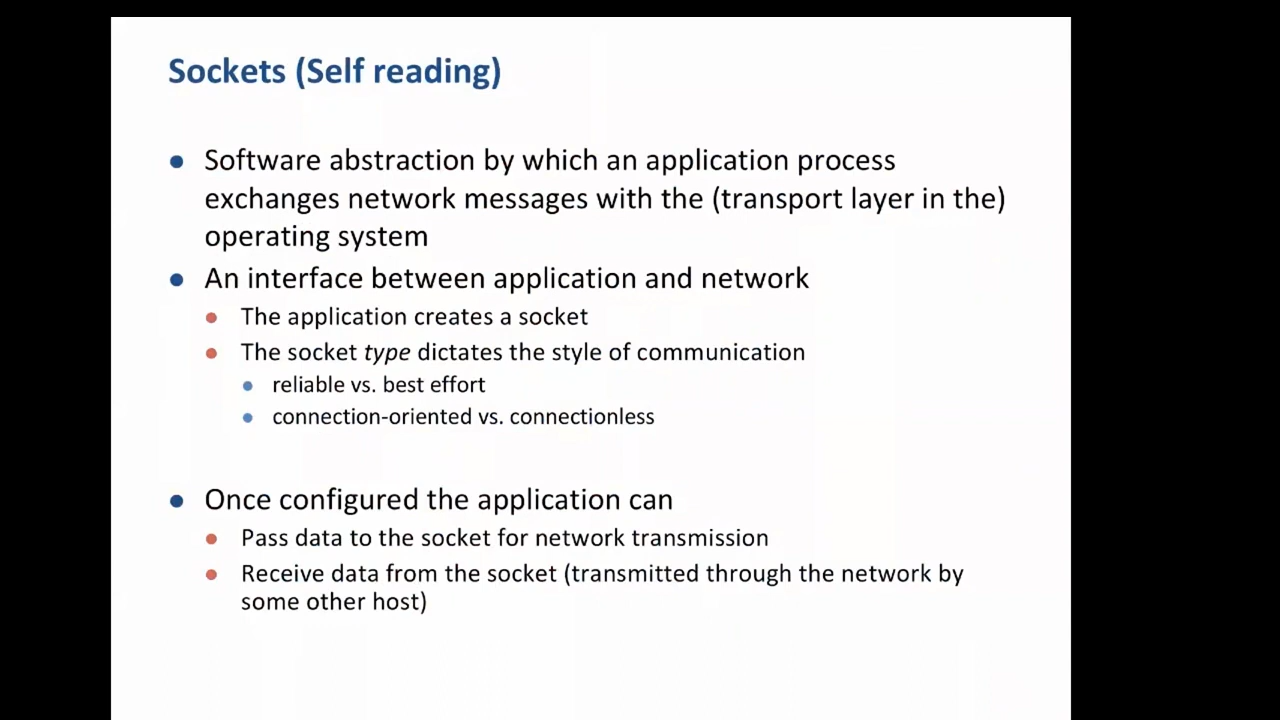 Sockets (Self reading)
● Software abstraction by which an application process
exchanges network messages with the (transport layer in the)
operating system
● An interface between application and network
● The application creates a socket
● The socket type dictates the style of communication
● reliable vs. best effort
● connection-oriented vs. connectionless
● Once configured the application can
● Pass data to the socket for network transmission
● Receive data from the socket (transmitted through the network by
some other host)